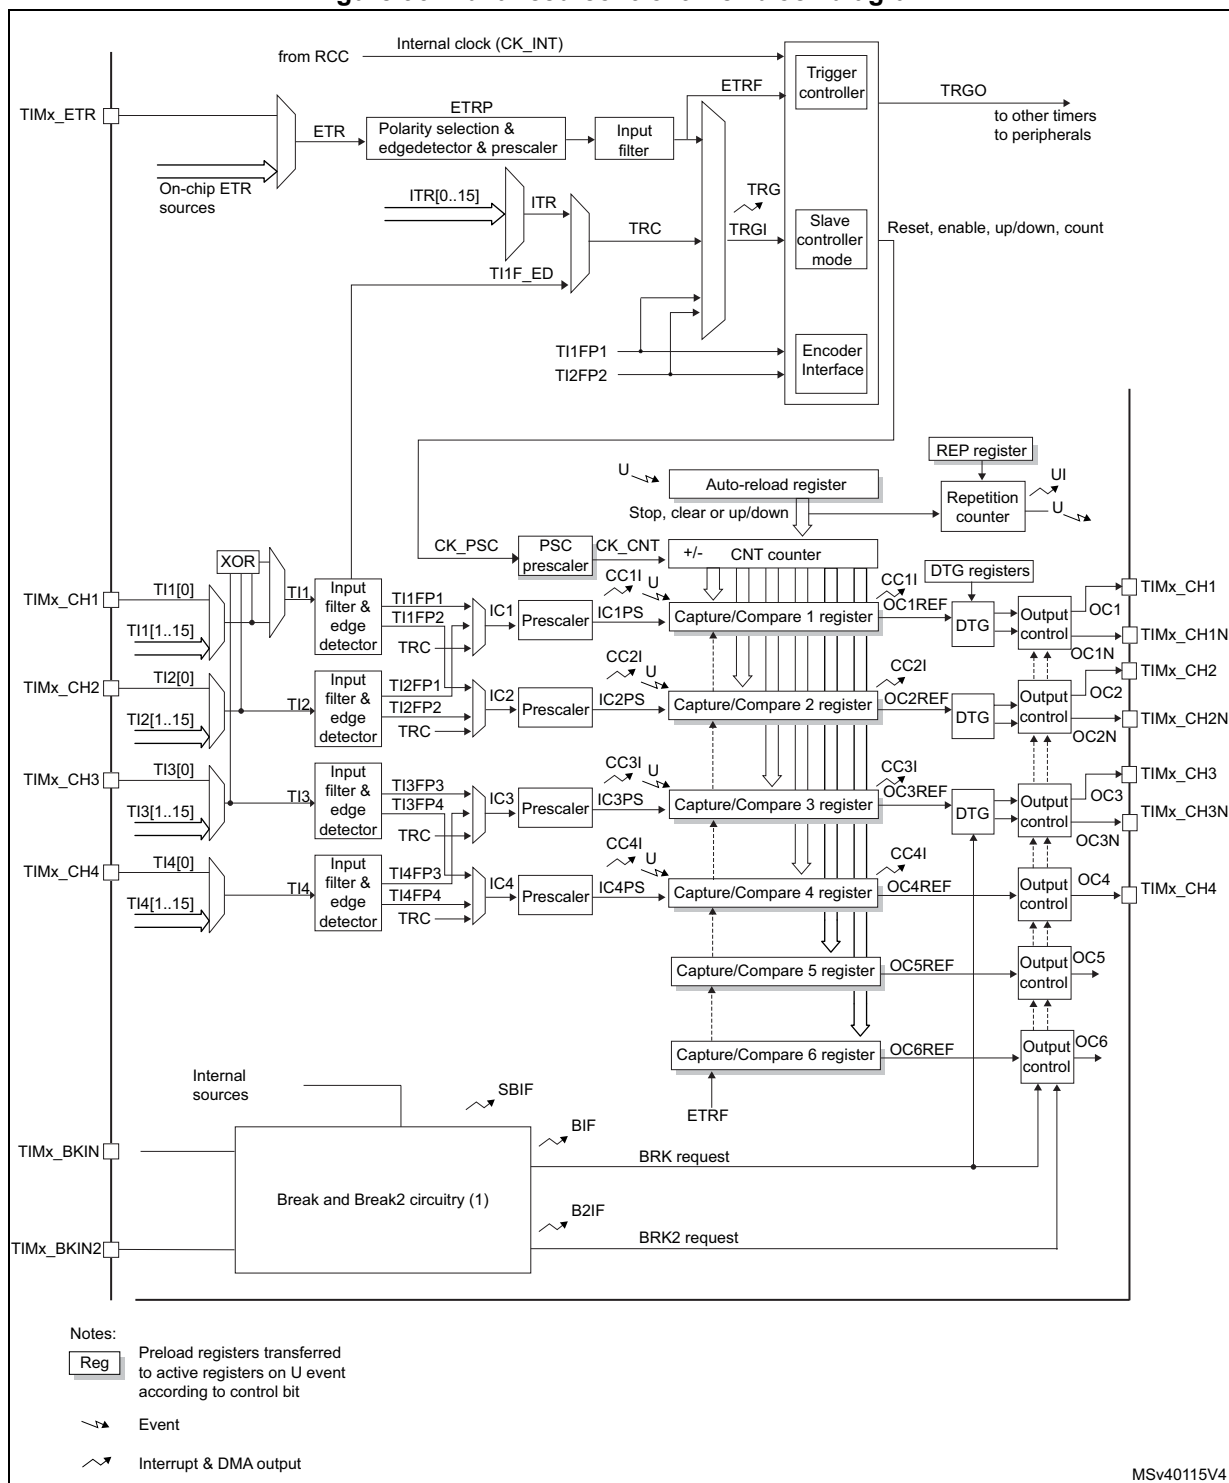 Internal clock (CK_INT)
from RCC
Trigger
controller
ETRF
TRGO
to other timers
to peripherals
TIMx_ETR
ETR
ETRP
Polarity selection &
edgedetector & prescaler
Input
filter
On-chip ETR
sources
ITR[0..15]
ITR
TRG
TRC
TRGI
Slave
controller
mode
Reset, enable, up/down, count
TI1F_ED
TI1FP1
TI2FP2
Encoder
Interface
REP register
U
Auto-reload register
UI
Repetition
counter
U
Stop, clear or up/down
CK_PSC
PSC
prescaler
CK_CNT
+/-
CNT counter
XOR
DTG registers
TIMx_CH1
TI1[0]
TI1[1..15]
TI1
Input
filter &
edge
detector
TI1FP1
TI1FP2
TRC
IC1
Prescaler
IC1PS
CC1I
U
Capture/Compare 1 register
CC1I
OC1REF
DTG
Output
control
OC1
OC1N
TIMx_CH1
TIMx_CH1N
TIMx_CH2
TI2[0]
TI2[1..15]
TI2
Input
filter &
edge
detector
TI2FP1
TI2FP2
TRC
IC2
Prescaler
IC2PS
CC2I
U
Capture/Compare 2 register
CC2I
OC2REF
DTG
Output
control
OC2
OC2N
TIMx_CH2
TIMx_CH2N
TIMx_CH3
TI3[0]
TI3[1..15]
TI3
Input
filter &
edge
detector
TI3FP3
TI3FP4
TRC
IC3
Prescaler
IC3PS
CC3I
U
Capture/Compare 3 register
CC3I
OC3REF
DTG
Output
control
OC3
OC3N
TIMx_CH3
TIMx_CH3N
TIMx_CH4
TI4[0]
TI4[1..15]
TI4
Input
filter &
edge
detector
TI4FP3
TI4FP4
TRC
IC4
Prescaler
IC4PS
CC4I
U
Capture/Compare 4 register
CC4I
OC4REF
Output
control
OC4
TIMx_CH4
Capture/Compare 5 register
OC5REF
Output
control
OC5
Capture/Compare 6 register
OC6REF
Output
control
OC6
ETRF
Internal
sources
SBIF
TIMx_BKIN
BIF
BRK request
Break and Break2 circuitry (1)
B2IF
TIMx_BKIN2
BRK2 request
Notes:
Reg
Preload registers transferred
to active registers on U event
according to control bit
Event
Interrupt & DMA output
MSv40115V4